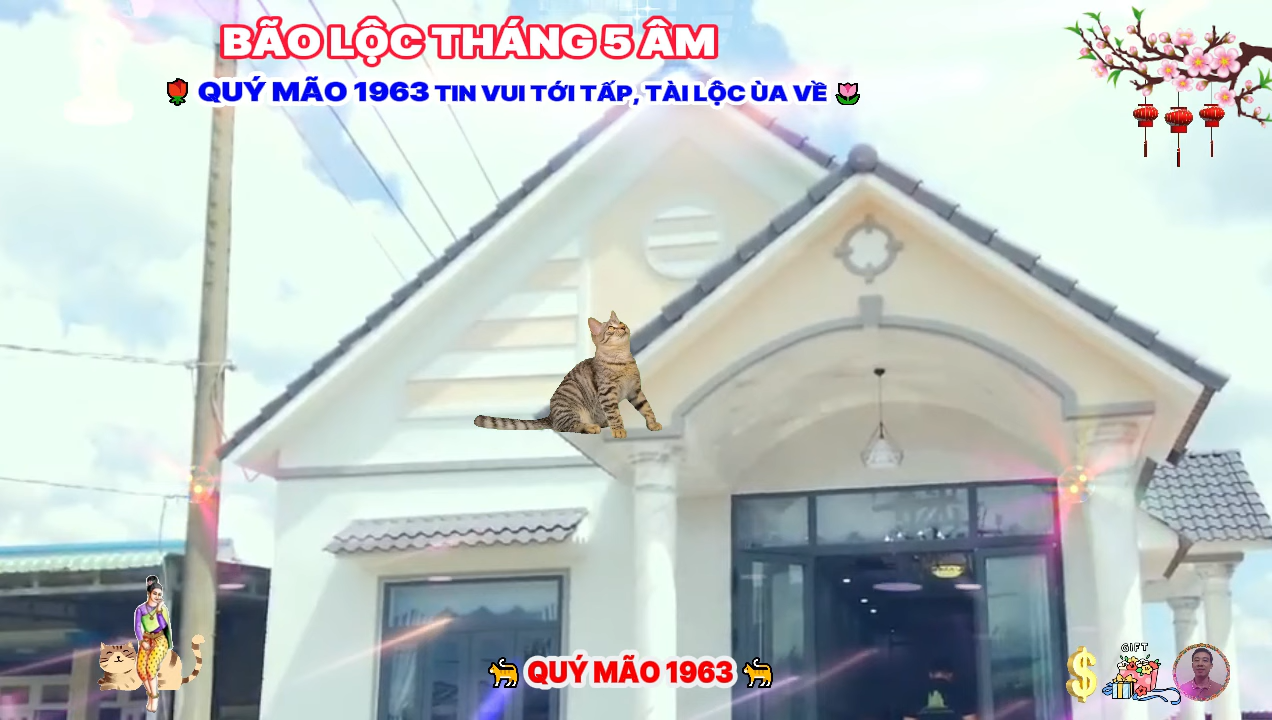 BÃO LỘC THÁNG 5 ÂM
QUÝ MÃO 1963 TIN VUI TỚI TẤP, TÀI LỘC ÙA VỀ
QUÝ MÃO 1963
GIFT